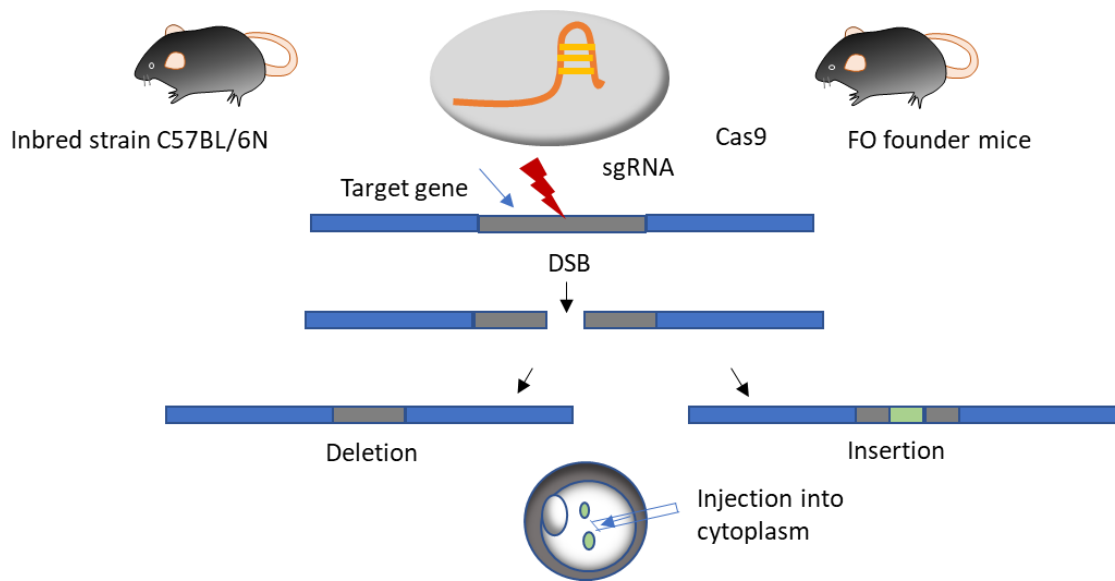 Inbred strain C57BL/6N
Cas9
FO founder mice
sgRNA
Target gene
DSB
Deletion
Insertion
Injection into
cytoplasm